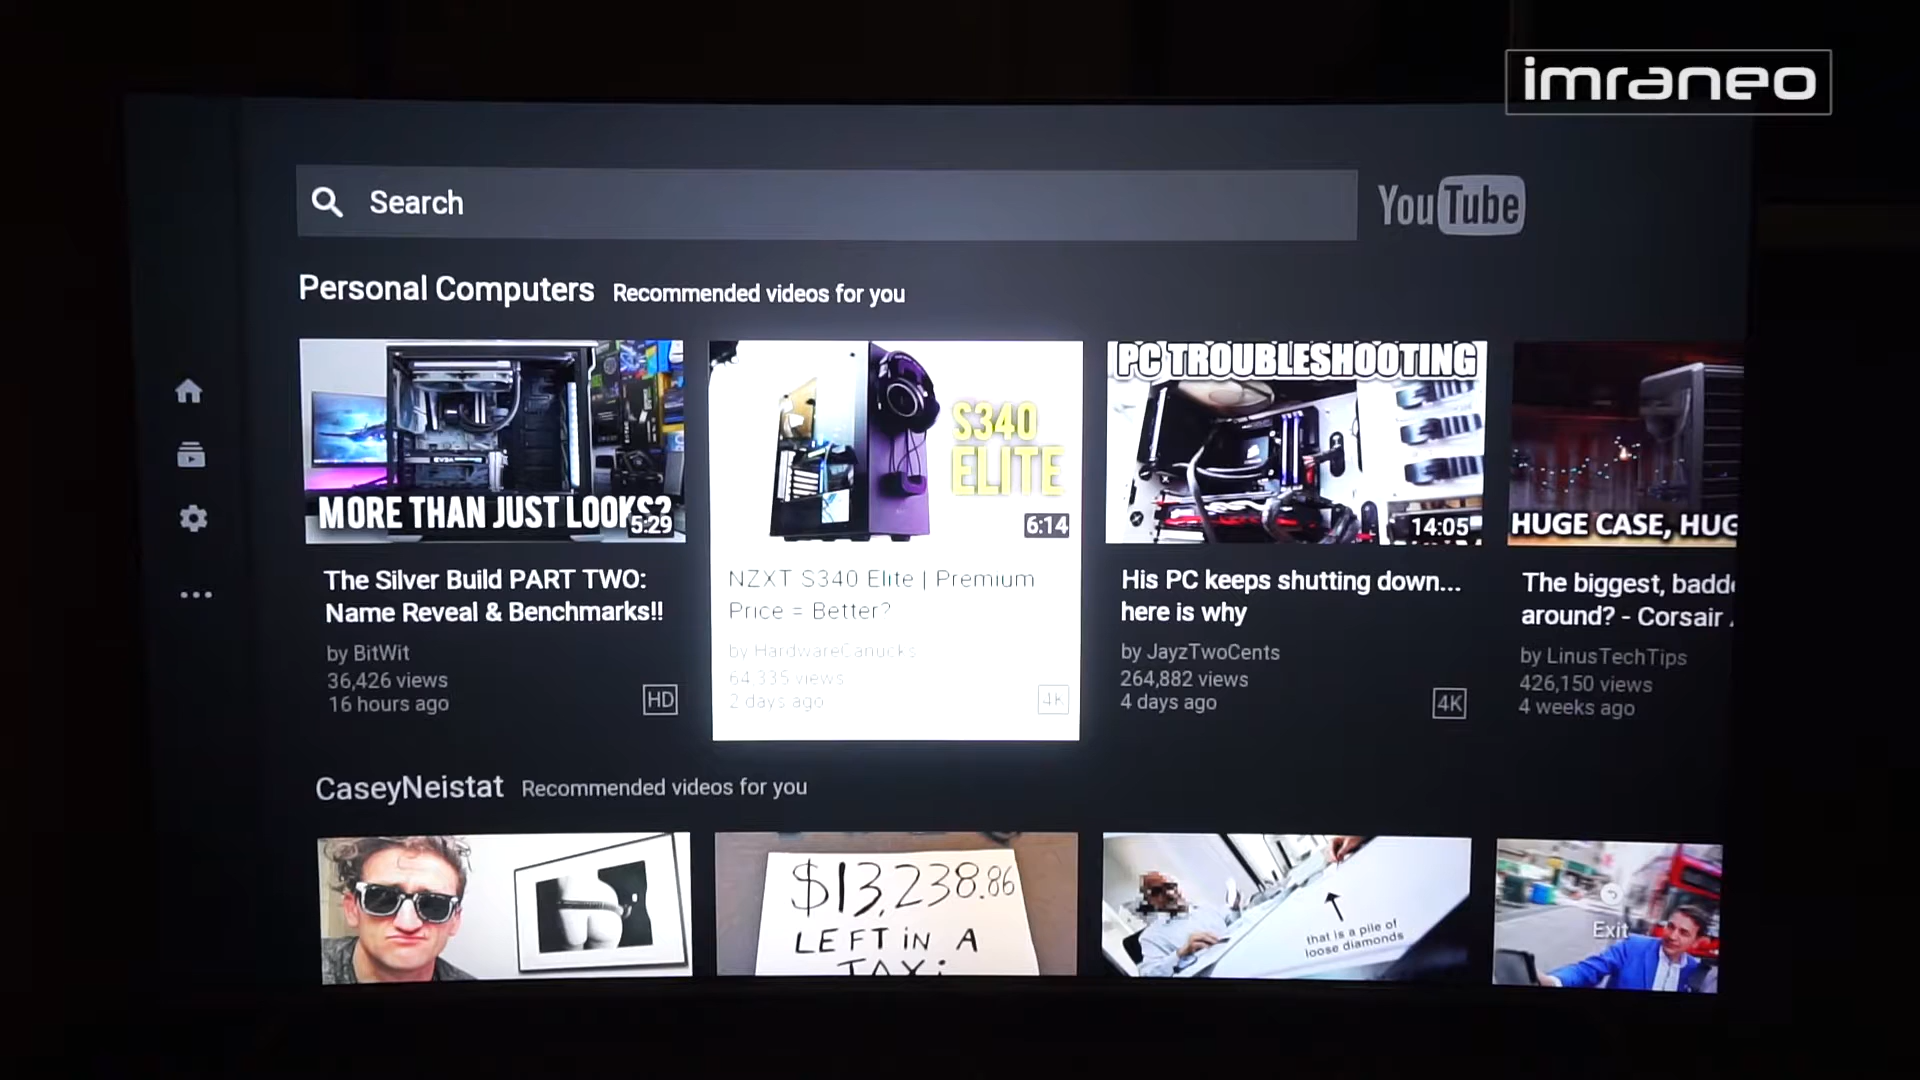 imraneo
Search
YouTube
Personal Computers Recommended videos for you
MORE THAN JUST LOOKS?
5:29
S340
ELITE
6:14
PC TROUBLESHOOTING
14:05
HUGE CASE, HUG
The Silver Build PART TWO:
Name Reveal & Benchmarks!!
by BitWit
36,426 views
16 hours ago
HD
NZXT S340 Elite | Premium
Price = Better?
by HardwareCanucks
64,335 views
2 days ago
4K
His PC keeps shutting down...
here is why
by JayzTwoCents
264,882 views
4 days ago
4K
The biggest, badd
around? - Corsair
by LinusTechTips
426,150 views
4 weeks ago
CaseyNeistat Recommended videos for you
$13,238.86
LEFT iN A
TAXi
that is a pile of
loose diamonds
Exit